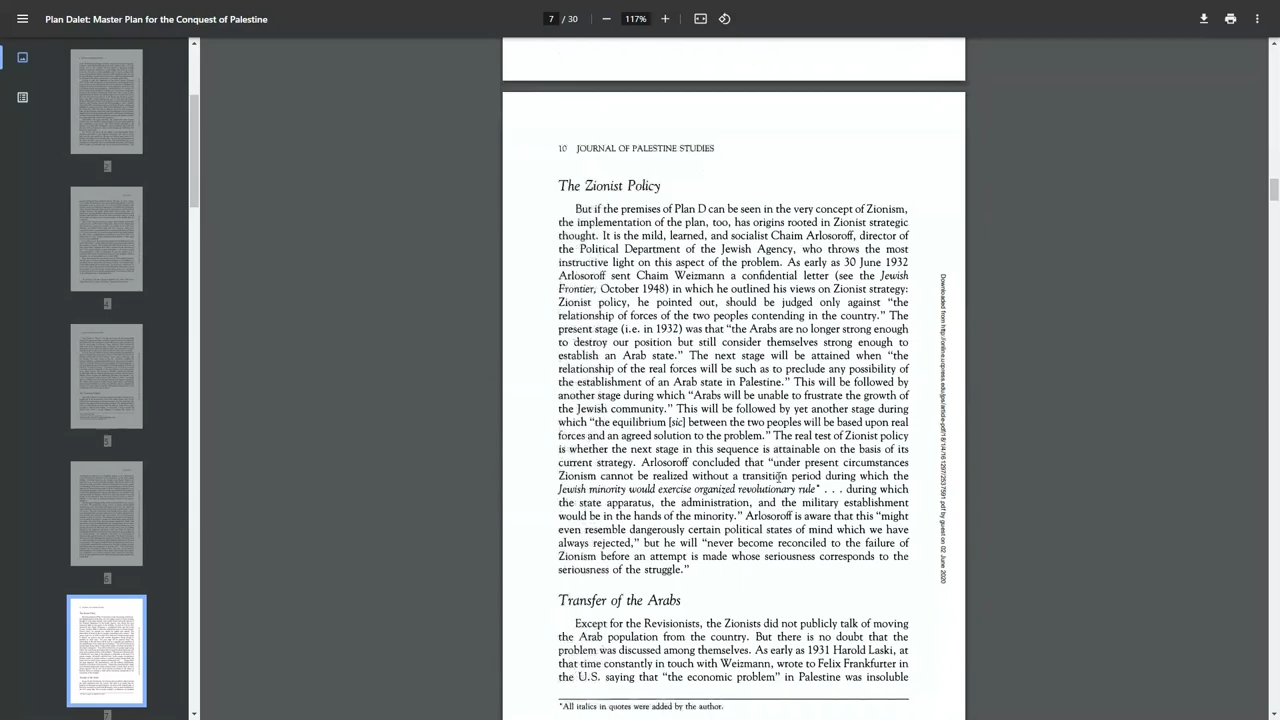 Plan Dalet: Master Plan for the Conquest of Palestine
7 / 30
117%
10 JOURNAL OF PALESTINE STUDIES
The Zionist Policy
But if the premises of Plan D can be seen in the very concept of Zionism,
the implementation of the plan, too, has origins rooted in Zionist strategic
thought. It is the mild, learned, and socialist Chaim Arlosoroff, director of
the Political Department of the Jewish Agency, who throws the most
instructive light on this aspect of the problem. As early as 30 June 1932
Arlosoroff sent Chaim Weizmann a confidential letter (see the Jewish
Frontier, October 1948) in which he outlined his views on Zionist strategy:
Zionist policy, he pointed out, should be judged only against “the
relationship of forces of the two peoples contending in the country.” The
present stage (i.e. in 1932) was that “the Arabs are no longer strong enough
to destroy our position but still consider themselves strong enough to
establish an Arab state.” The next stage will be attained when “the
relationship of the real forces will be such as to preclude any possibility of
the establishment of an Arab state in Palestine.” This will be followed by
another stage during which “Arabs will be unable to frustrate the growth of
the Jewish community.” This will be followed by yet another stage during
which “the equilibrium [sic] between the two peoples will be based upon real
forces and an agreed solution to the problem.” The real test of Zionist policy
is whether the next stage in this sequence is attainable on the basis of its
current strategy. Arlosoroff concluded that “under present circumstances
Zionism cannot be realized without a transition period during which the
Jewish minority would exercise organized revolutionary rule* . . . during which
the state apparatus, the administration, and the military establishment
would be in the hands of the minority.” Arlosoroff is aware that this “might
even resemble dangerously certain political states of mind which we have
always rejected,” but he will “never become reconciled to the failure of
Zionism before an attempt is made whose seriousness corresponds to the
seriousness of the struggle.”
Transfer of the Arabs
Except for the Revisionists, the Zionists did not publicly talk of moving
the Arab population from the country. But there is no doubt that the
problem was discussed among themselves. As early as 1931 Harold Laski, at
that time constantly in touch with Weizmann, wrote to Felix Frankfurter in
the U.S. saying that “the economic problem” in Palestine was insoluble
*All italics in quotes were added by the author.